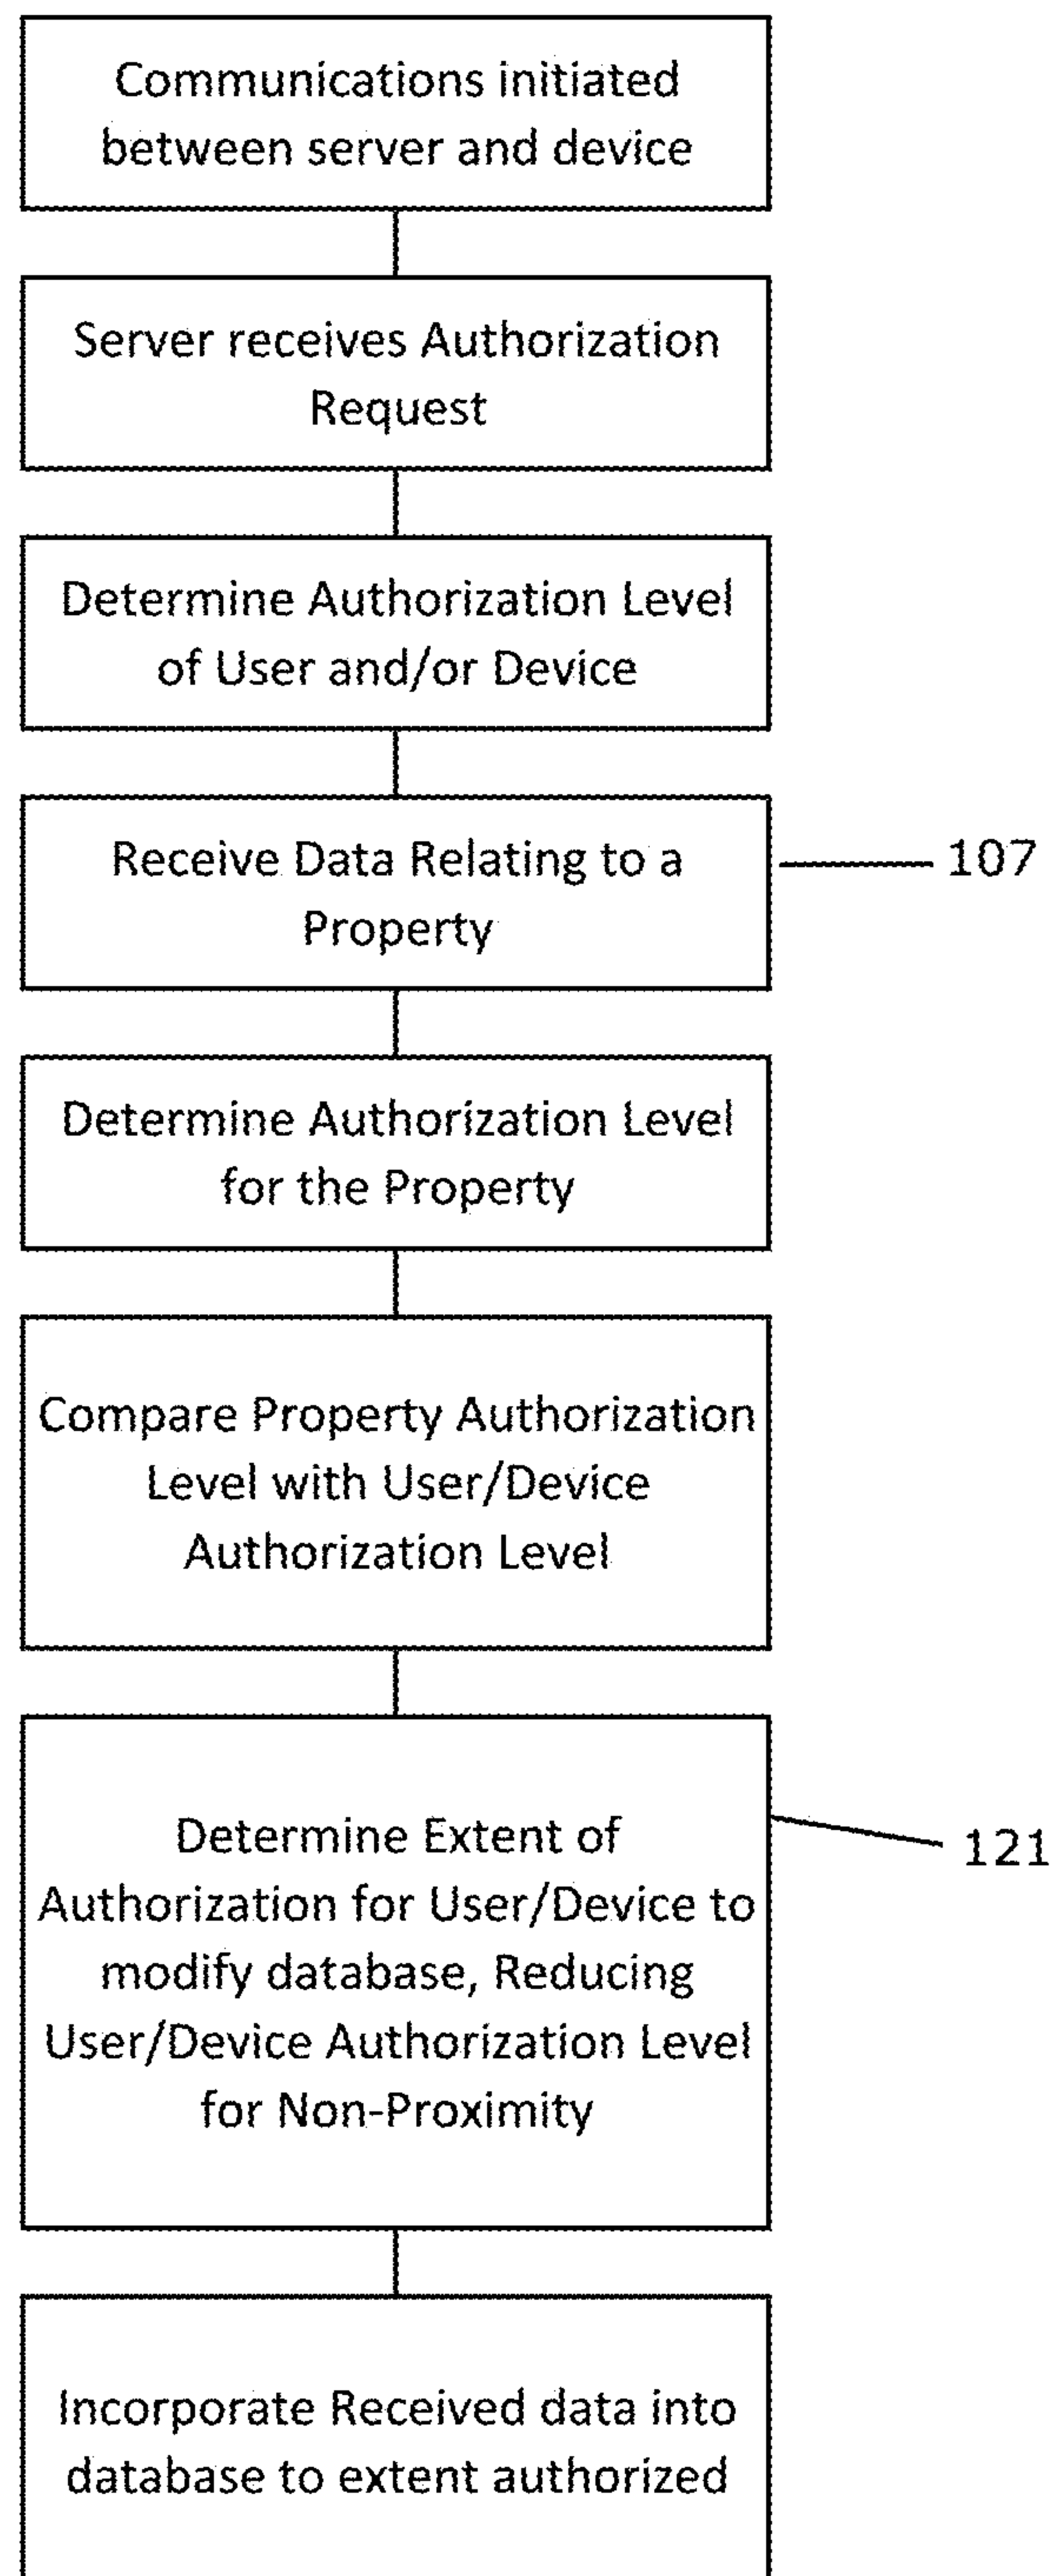 Communications initiated
between server and device
Server receives Authorization
Request
Determine Authorization Level
of User and/or Device
Receive Data Relating to a
Property
107
Determine Authorization Level
for the Property
Compare Property Authorization
Level with User/Device
Authorization Level
Determine Extent of
Authorization for User/Device to
modify database, Reducing
User/Device Authorization Level
for Non-Proximity
121
Incorporate Received data into
database to extent authorized